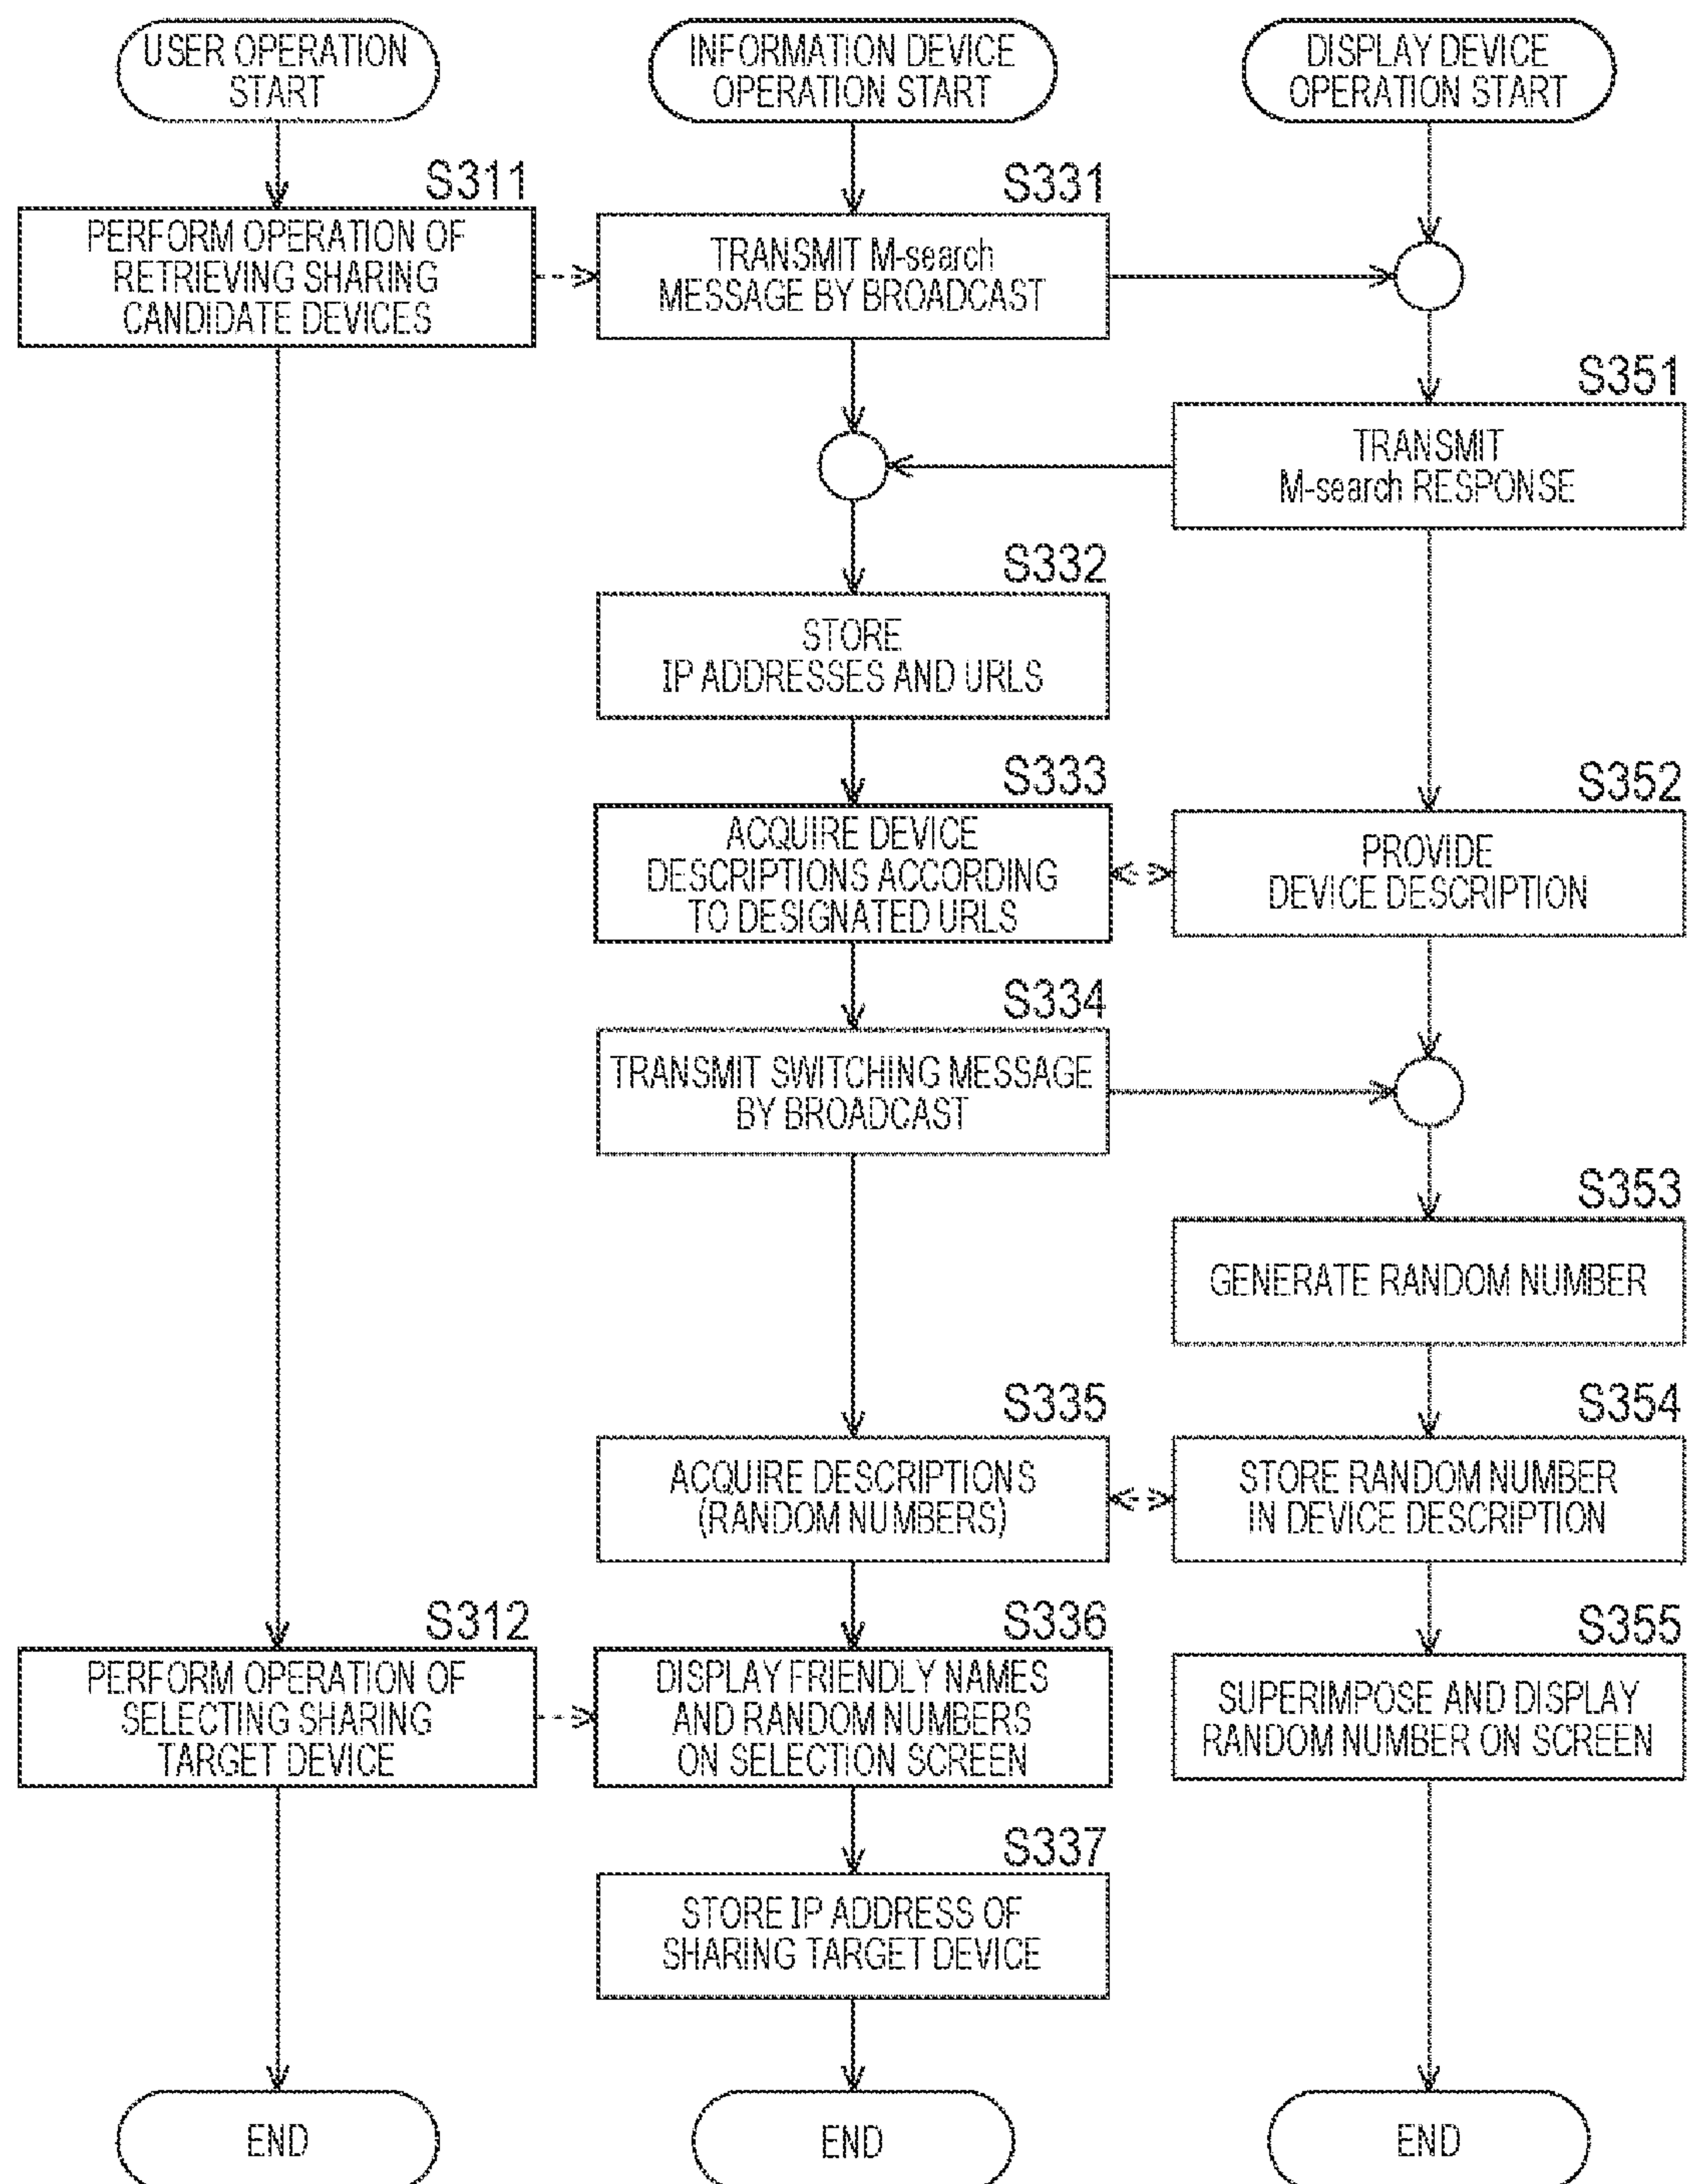 USER OPERATION
START
INFORMATION DEVICE
OPERATION START
DISPLAY DEVICE
OPERATION START
S311
PERFORM OPERATION OF
RETRIEVING SHARING
CANDIDATE DEVICES
S331
TRANSMIT M-search
MESSAGE BY BROADCAST
S351
TRANSMIT
M-search RESPONSE
S332
STORE
IP ADDRESSES AND URLS
S333
ACQUIRE DEVICE
DESCRIPTIONS ACCORDING
TO DESIGNATED URLS
S352
PROVIDE
DEVICE DESCRIPTION
S334
TRANSMIT SWITCHING MESSAGE
BY BROADCAST
S353
GENERATE RANDOM NUMBER
S335
ACQUIRE DESCRIPTIONS
(RANDOM NUMBERS)
S354
STORE RANDOM NUMBER
IN DEVICE DESCRIPTION
S312
PERFORM OPERATION OF
SELECTING SHARING
TARGET DEVICE
S336
DISPLAY FRIENDLY NAMES
AND RANDOM NUMBERS
ON SELECTION SCREEN
S355
SUPERIMPOSE AND DISPLAY
RANDOM NUMBER ON SCREEN
S337
STORE IP ADDRESS OF
SHARING TARGET DEVICE
END
END
END